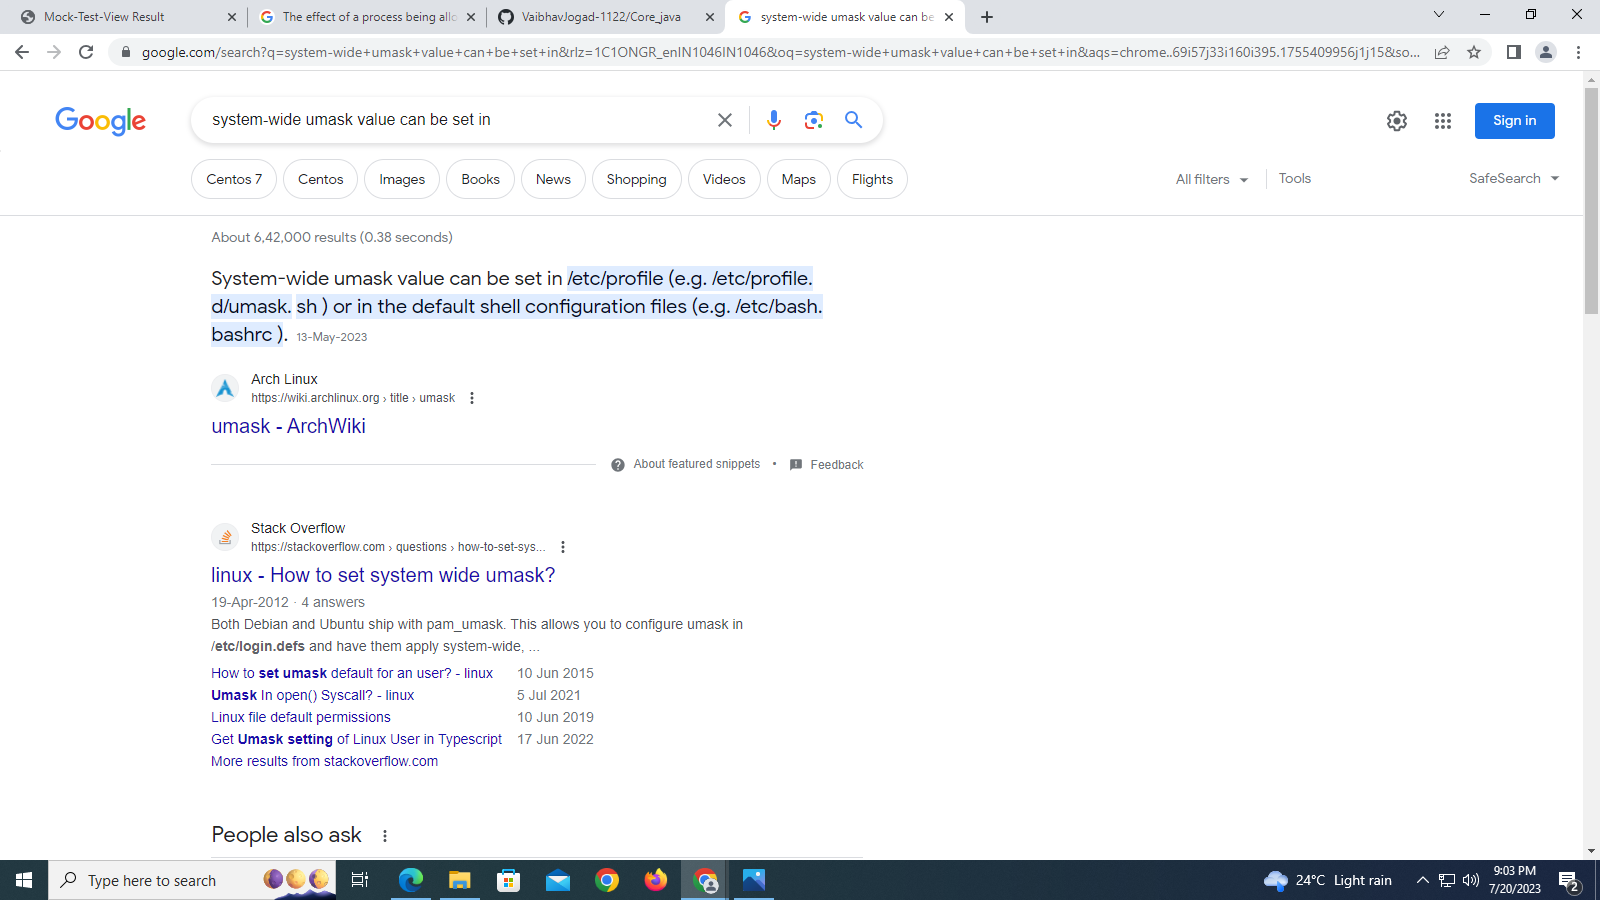 Mock-Test-View Result
The effect of a process being allo
VaibhavJogad-1122/Core_java
system-wide umask value can be
google.com/search?q=system-wide+umask+value+can+be+set+in&rlz=1C1ONGR_enIN1046IN1046&oq=system-wide+umask+value+can+be+set+in&aqs=chrome..69i57j33i160i395.1755409956j1j15&so...
Google
system-wide umask value can be set in
Sign in
Centos 7
Centos
Images
Books
News
Shopping
Videos
Maps
Flights
All filters
Tools
SafeSearch
About 6,42,000 results (0.38 seconds)
System-wide umask value can be set in /etc/profile (e.g. /etc/profile.
d/umask. sh ) or in the default shell configuration files (e.g. /etc/bash.
bashrc ). 13-May-2023
Arch Linux
https://wiki.archlinux.org › title › umask
umask - ArchWiki
About featured snippets • Feedback
Stack Overflow
https://stackoverflow.com › questions › how-to-set-sys...
linux - How to set system wide umask?
19-Apr-2012 · 4 answers
Both Debian and Ubuntu ship with pam_umask. This allows you to configure umask in
/etc/login.defs and have them apply system-wide, ...
How to set umask default for an user? - linux 10 Jun 2015
Umask In open() Syscall? - linux 5 Jul 2021
Linux file default permissions 10 Jun 2019
Get Umask setting of Linux User in Typescript 17 Jun 2022
More results from stackoverflow.com
People also ask
Type here to search
24°C Light rain
9:03 PM
7/20/2023
2